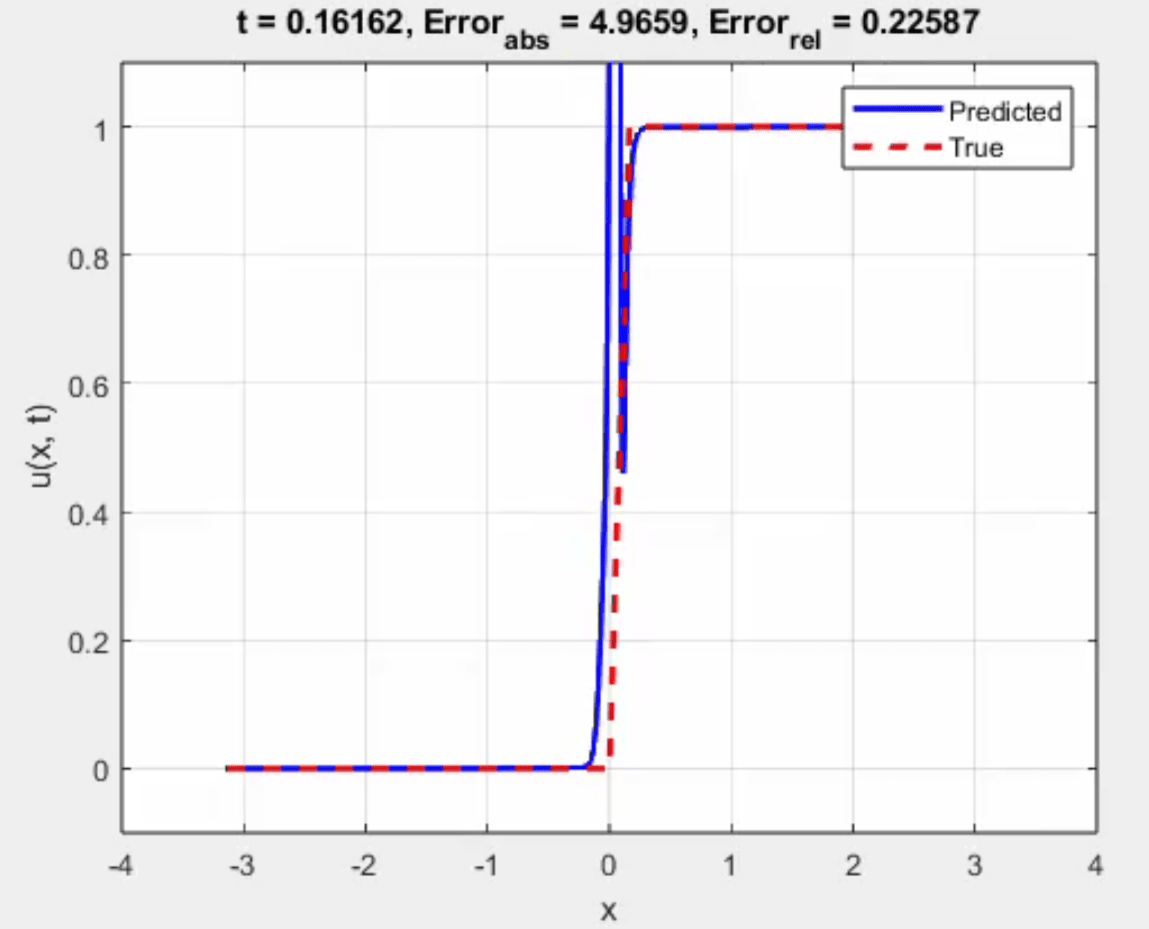 t = 0.16162, Error_abs = 4.9659, Error_rel = 0.22587
Predicted
True
1
0.8
0.6
0.4
0.2
0
u(x, t)
-4 -3 -2 -1 0 1 2 3 4
x